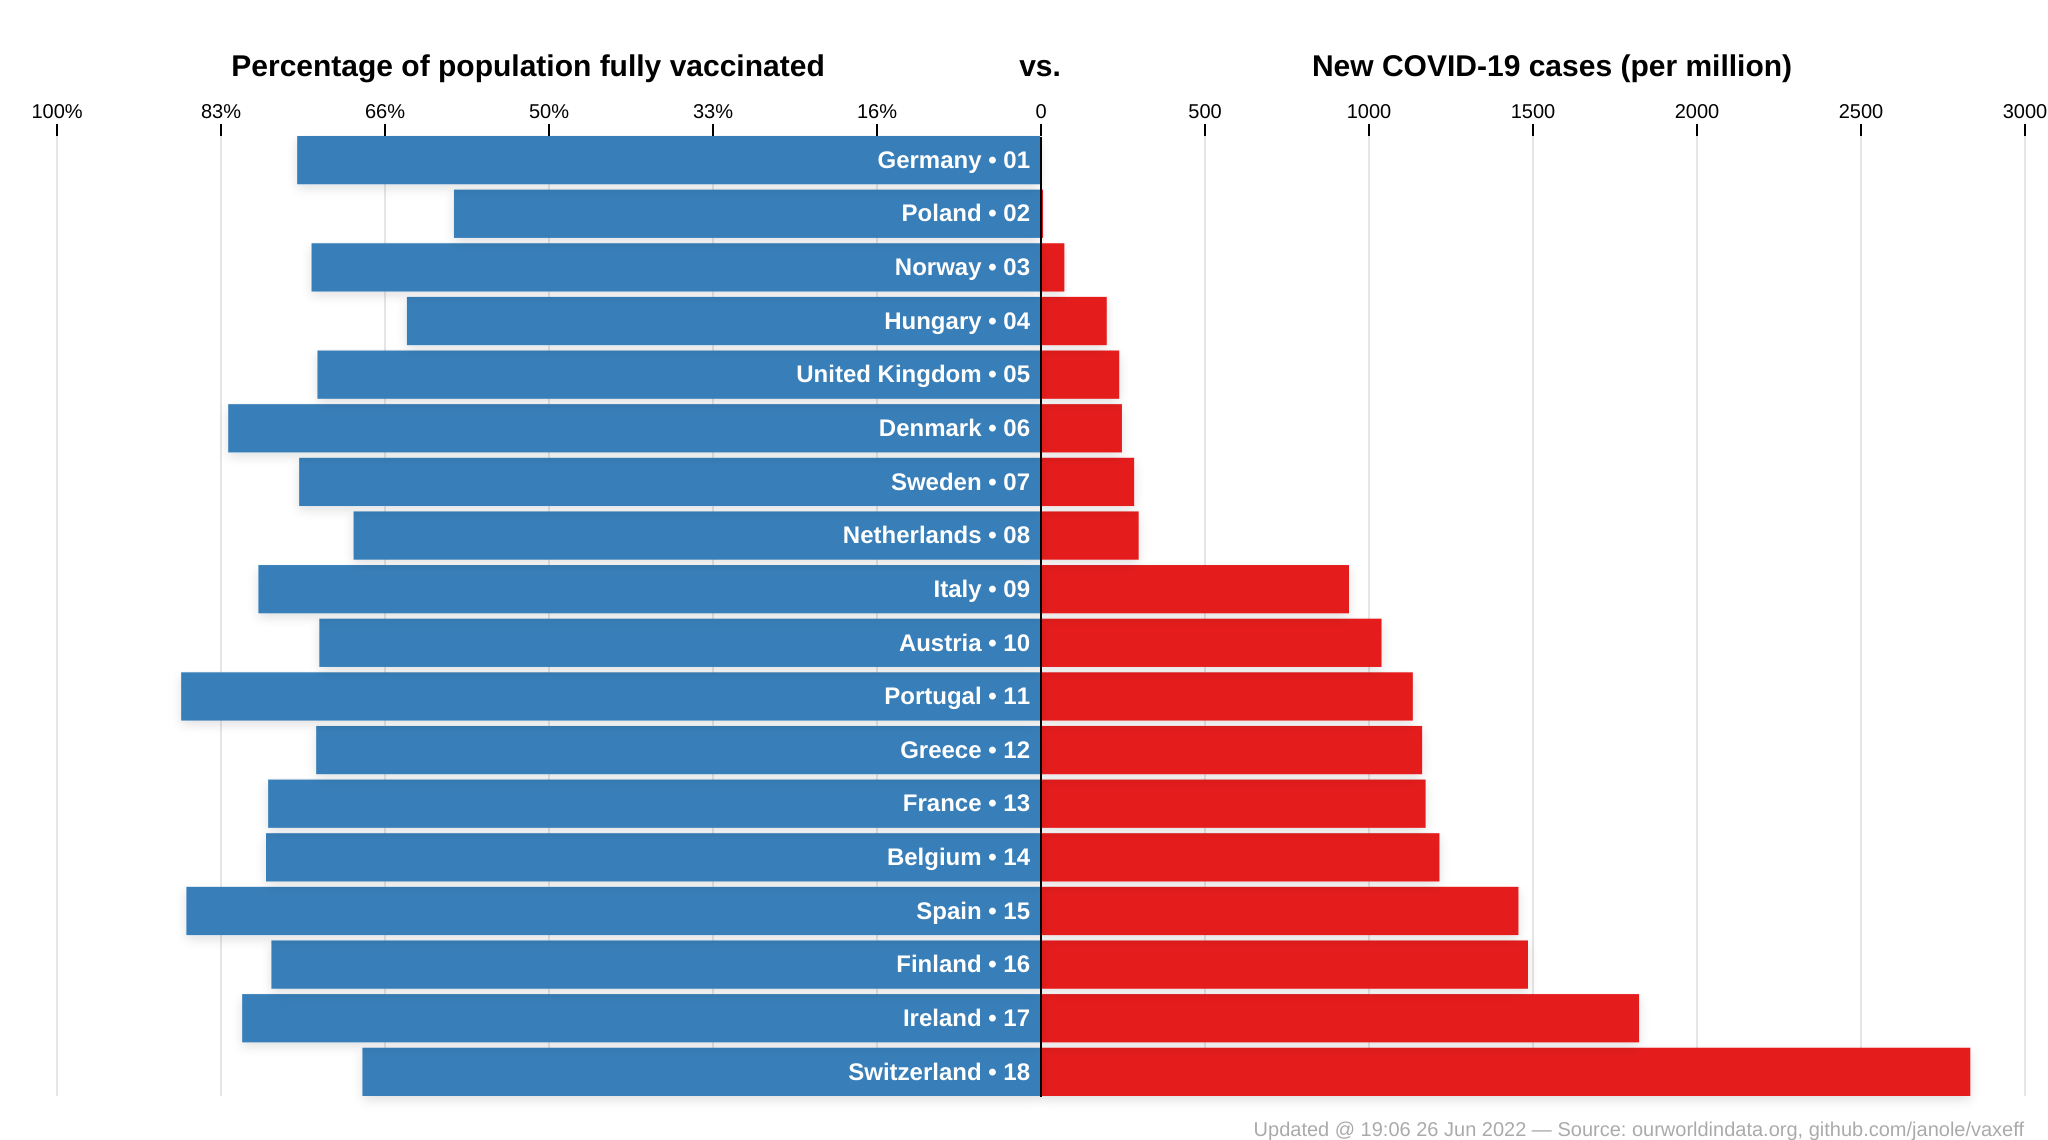 Percentage of population fully vaccinated vs. New COVID-19 cases (per million)
100% 83% 66% 50% 33% 16% 0 500 1000 1500 2000 2500 3000
Germany • 01
Poland • 02
Norway • 03
Hungary • 04
United Kingdom • 05
Denmark • 06
Sweden • 07
Netherlands • 08
Italy • 09
Austria • 10
Portugal • 11
Greece • 12
France • 13
Belgium • 14
Spain • 15
Finland • 16
Ireland • 17
Switzerland • 18
Updated @ 19:06 26 Jun 2022 — Source: ourworldindata.org, github.com/janole/vaxeff